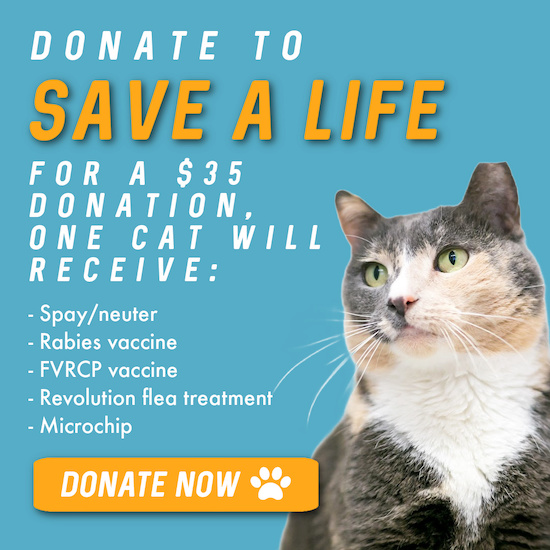 DONATE TO
SAVE A LIFE
FOR A $35
DONATION,
ONE CAT WILL
RECEIVE:
- Spay/neuter
- Rabies vaccine
- FVRCP vaccine
- Revolution flea treatment
- Microchip
DONATE NOW